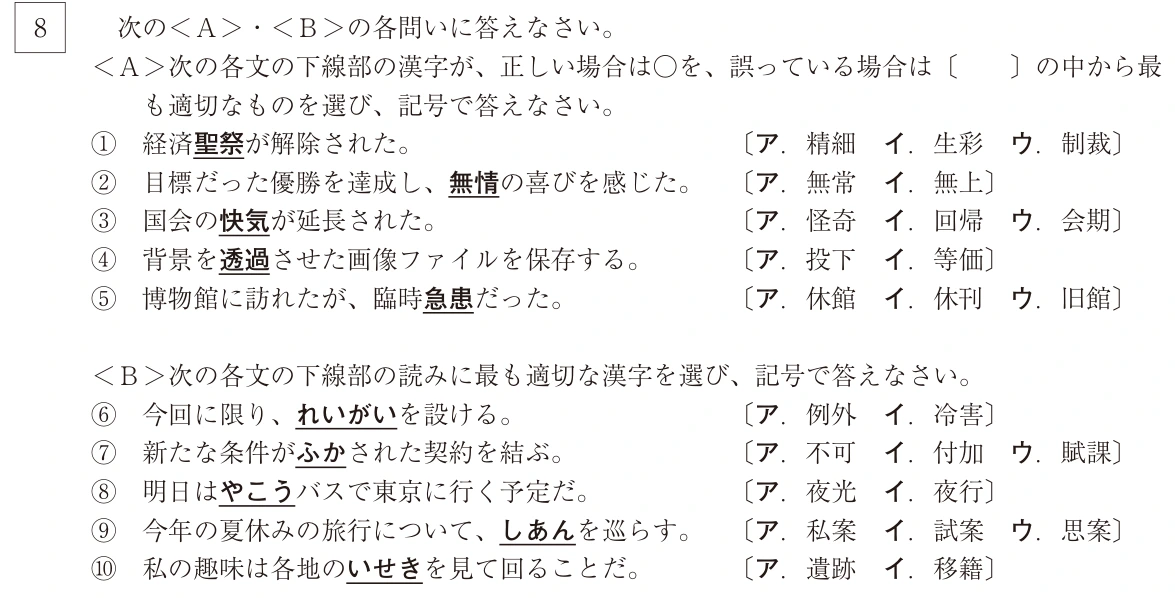 8　次の＜Ａ＞・＜Ｂ＞の各問いに答えなさい。
＜Ａ＞次の各文の下線部の漢字が、正しい場合は○を、誤っている場合は〔　　〕の中から最
も適切なものを選び、記号で答えなさい。
①　経済聖祭が解除された。　〔ア．精細　イ．生彩　ウ．制裁〕
②　目標だった優勝を達成し、無情の喜びを感じた。　〔ア．無常　イ．無上〕
③　国会の快気が延長された。　〔ア．怪奇　イ．回帰　ウ．会期〕
④　背景を透過させた画像ファイルを保存する。　〔ア．投下　イ．等価〕
⑤　博物館に訪れたが、臨時急患だった。　〔ア．休館　イ．休刊　ウ．旧館〕
＜Ｂ＞次の各文の下線部の読みに最も適切な漢字を選び、記号で答えなさい。
⑥　今回に限り、れいがいを設ける。　〔ア．例外　イ．冷害〕
⑦　新たな条件がふかされた契約を結ぶ。　〔ア．不可　イ．付加　ウ．賦課〕
⑧　明日はやこうバスで東京に行く予定だ。　〔ア．夜光　イ．夜行〕
⑨　今年の夏休みの旅行について、しあんを巡らす。　〔ア．私案　イ．試案　ウ．思案〕
⑩　私の趣味は各地のいせきを見て回ることだ。　〔ア．遺跡　イ．移籍〕